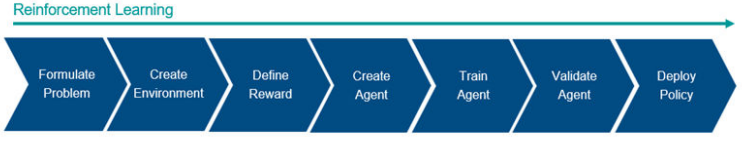 Reinforcement Learning
Formulate
Problem
Create
Environment
Define
Reward
Create
Agent
Train
Agent
Validate
Agent
Deploy
Policy